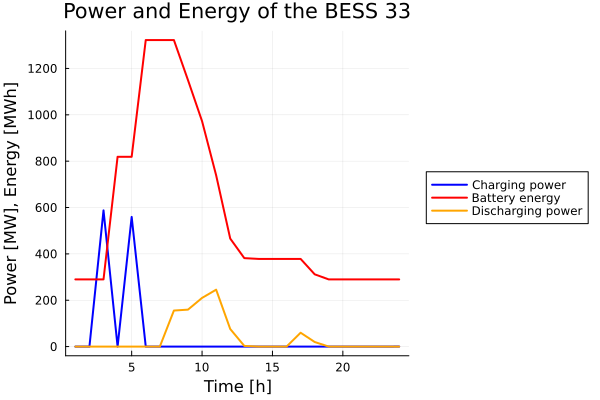 Power and Energy of the BESS 33
Power [MW], Energy [MWh]
1200
1000
800
600
400
200
0
5
10
15
20
Time [h]
Charging power
Battery energy
Discharging power